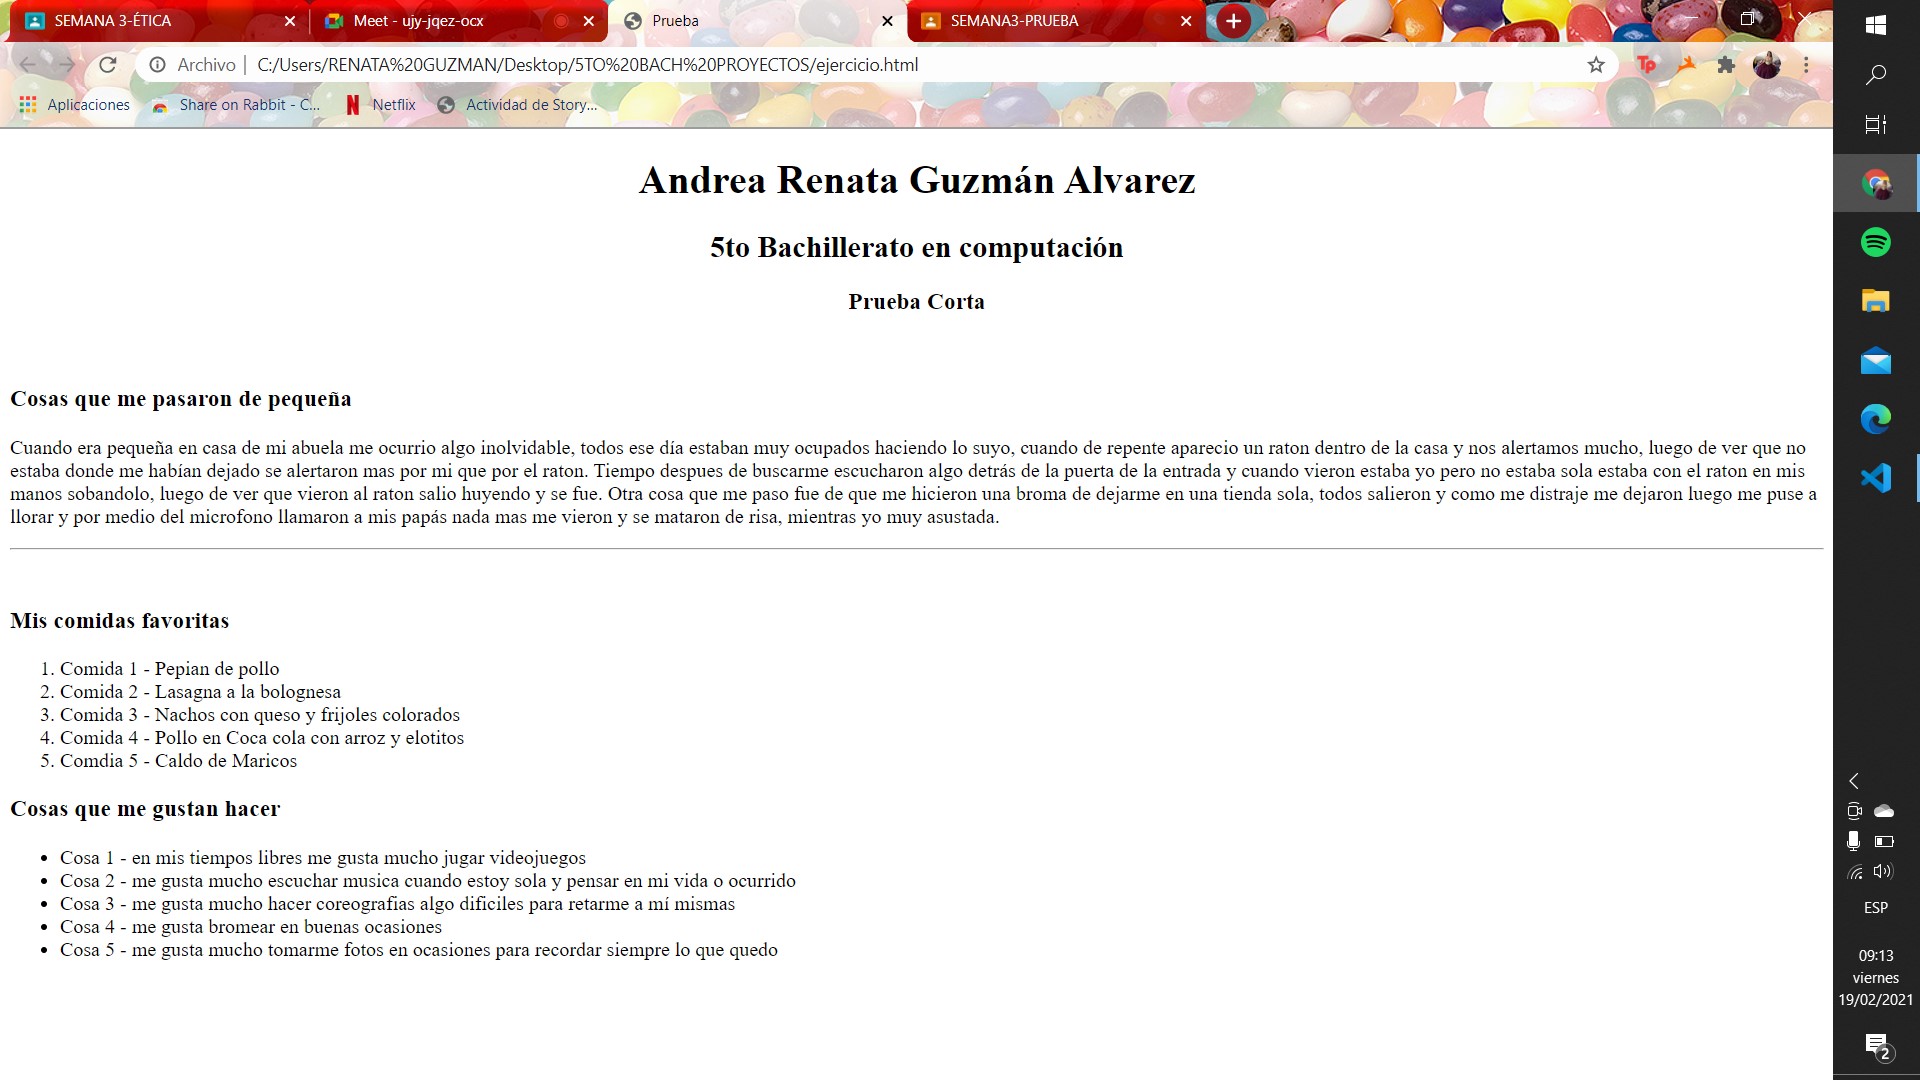 SEMANA 3-ÉTICA
Meet - ujy-jqez-ocx
Prueba
SEMANA3-PRUEBA
Archivo | C:/Users/RENATA%20GUZMAN/Desktop/5TO%20BACH%20PROYECTOS/ejercicio.html
Tp
Aplicaciones
Share on Rabbit - C...
N Netflix
Actividad de Story...
Andrea Renata Guzmán Alvarez
5to Bachillerato en computación
Prueba Corta
Cosas que me pasaron de pequeña
Cuando era pequeña en casa de mi abuela me ocurrio algo inolvidable, todos ese día estaban muy ocupados haciendo lo suyo, cuando de repente aparecio un raton dentro de la casa y nos alertamos mucho, luego de ver que no
estaba donde me habían dejado se alertaron mas por mi que por el raton. Tiempo despues de buscarme escucharon algo detrás de la puerta de la entrada y cuando vieron estaba yo pero no estaba sola estaba con el raton en mis
manos sobandolo, luego de ver que vieron al raton salio huyendo y se fue. Otra cosa que me paso fue de que me hicieron una broma de dejarme en una tienda sola, todos salieron y como me distraje me dejaron luego me puse a
llorar y por medio del microfono llamaron a mis papás nada mas me vieron y se mataron de risa, mientras yo muy asustada.
Mis comidas favoritas
1. Comida 1 - Pepian de pollo
2. Comida 2 - Lasagna a la bolognesa
3. Comida 3 - Nachos con queso y frijoles colorados
4. Comida 4 - Pollo en Coca cola con arroz y elotitos
5. Comdia 5 - Caldo de Maricos
Cosas que me gustan hacer
• Cosa 1 - en mis tiempos libres me gusta mucho jugar videojuegos
• Cosa 2 - me gusta mucho escuchar musica cuando estoy sola y pensar en mi vida o ocurrido
• Cosa 3 - me gusta mucho hacer coreografias algo dificiles para retarme a mí mismas
• Cosa 4 - me gusta bromear en buenas ocasiones
• Cosa 5 - me gusta mucho tomarme fotos en ocasiones para recordar siempre lo que quedo
ESP
09:13
viernes
19/02/2021
2